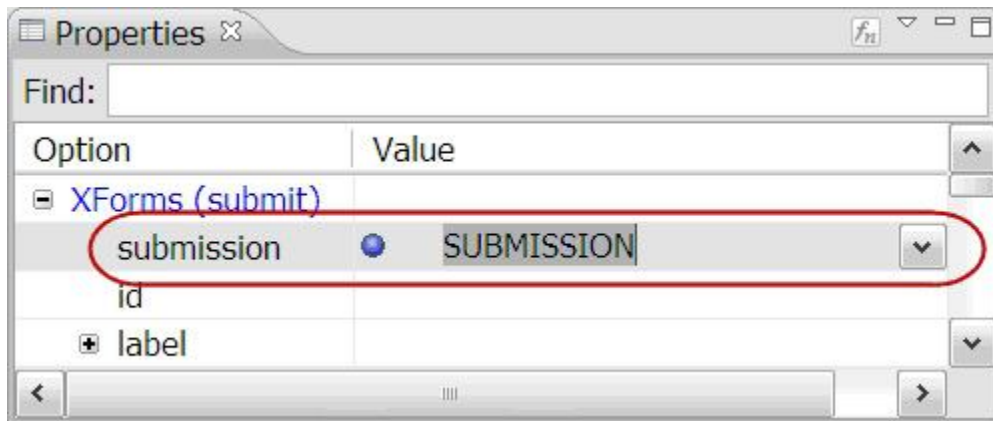 Properties
Find:
Option Value
XForms (submit)
submission SUBMISSION
id
label